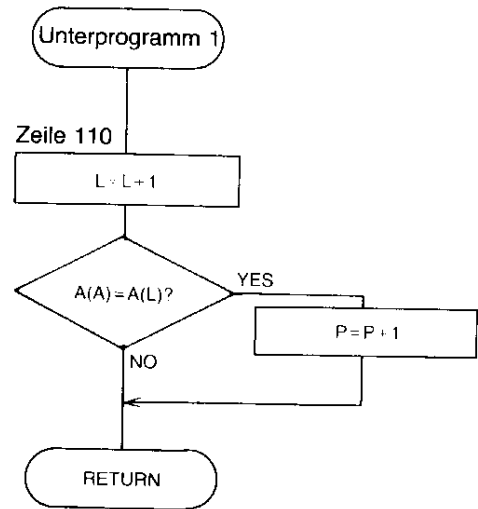 Unterprogramm 1
Zeile 110
L = L + 1
A(A) = A(L)?
YES
P = P + 1
NO
RETURN